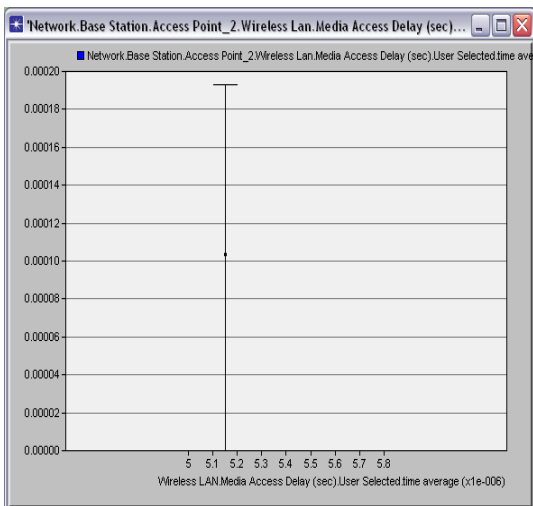 'Network.Base Station.Access Point_2.Wireless Lan.Media Access Delay (sec)...
Network.Base Station.Access Point_2.Wireless Lan.Media Access Delay (sec).User Selected.time ave
0.00020
0.00018
0.00016
0.00014
0.00012
0.00010
0.00008
0.00006
0.00004
0.00002
0.00000
5 5.1 5.2 5.3 5.4 5.5 5.6 5.7 5.8
Wireless LAN.Media Access Delay (sec).User Selected.time average (x1e-006)